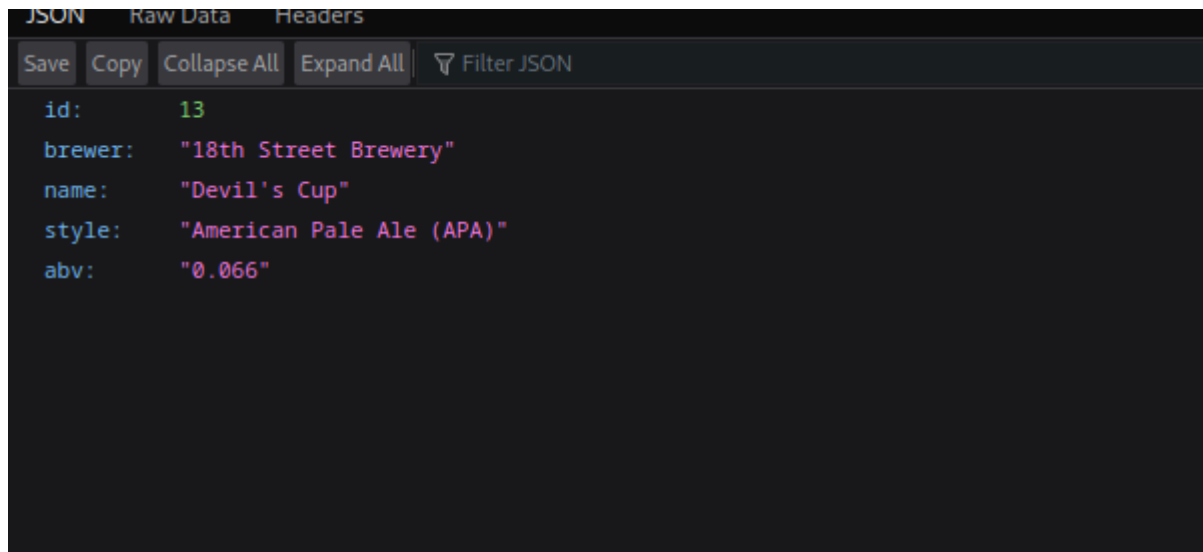 JSON Raw Data Headers
Save Copy Collapse All Expand All Filter JSON
id: 13
brewer: "18th Street Brewery"
name: "Devil's Cup"
style: "American Pale Ale (APA)"
abv: "0.066"